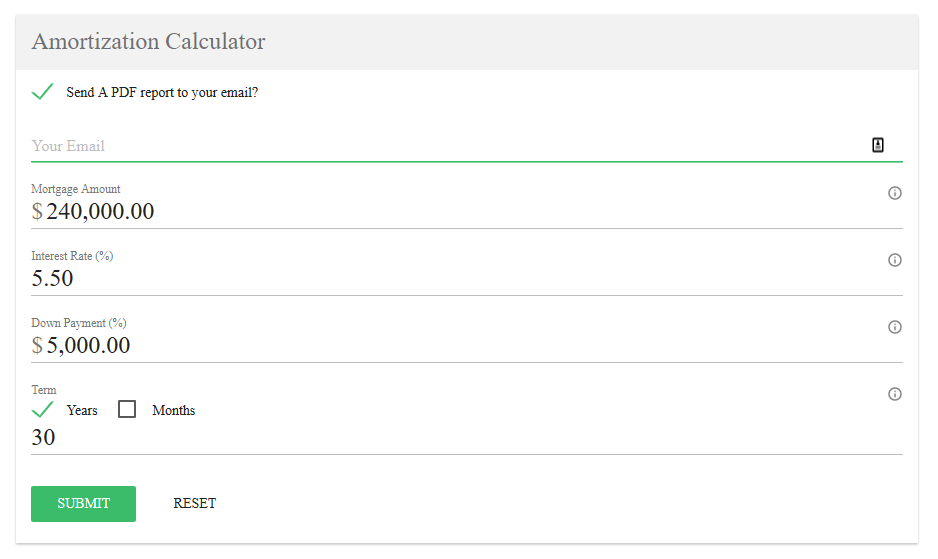 Amortization Calculator
Send A PDF report to your email?
Your Email
Mortgage Amount
$ 240,000.00
Interest Rate (%)
5.50
Down Payment (%)
$ 5,000.00
Term
Years Months
30
SUBMIT RESET